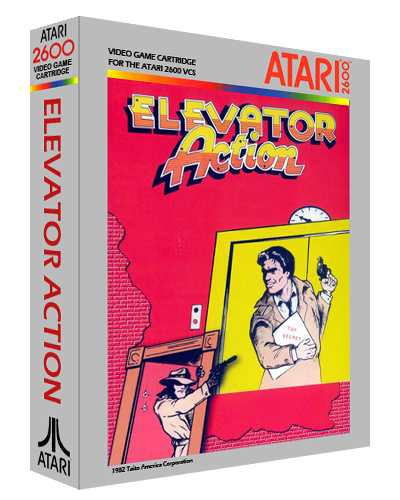 ATARI
2600
VIDEO GAME
CARTRIDGE
ELEVATOR ACTION
ATARI
VIDEO GAME CARTRIDGE
FOR THE ATARI 2600 VCS
ATARI 2600
ELEVATOR
Action
TOP
SECRET
1982 Taito America Corporation